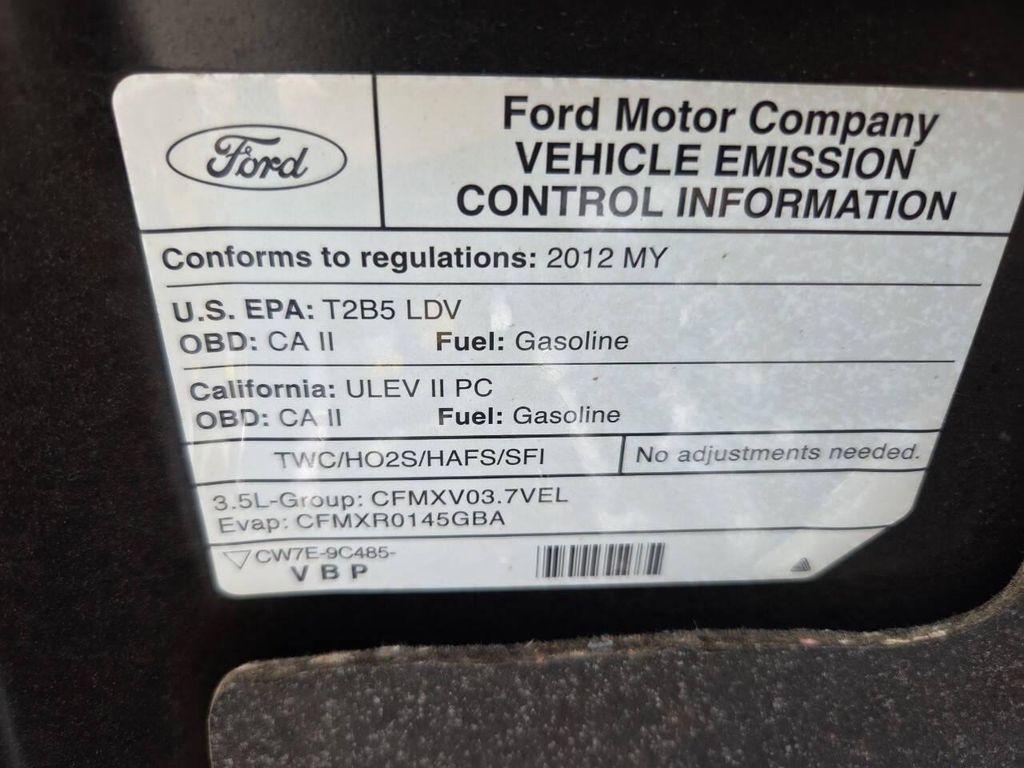 Ford
Ford Motor Company
VEHICLE EMISSION
CONTROL INFORMATION
Conforms to regulations: 2012 MY
U.S. EPA: T2B5 LDV
OBD: CA II Fuel: Gasoline
California: ULEV II PC
OBD: CA II Fuel: Gasoline
TWC/HO2S/HAFS/SFI
No adjustments needed.
3.5L-Group: CFMXV03.7VEL
Evap: CFMXR0145GBA
CW7E-9C485-
V B P